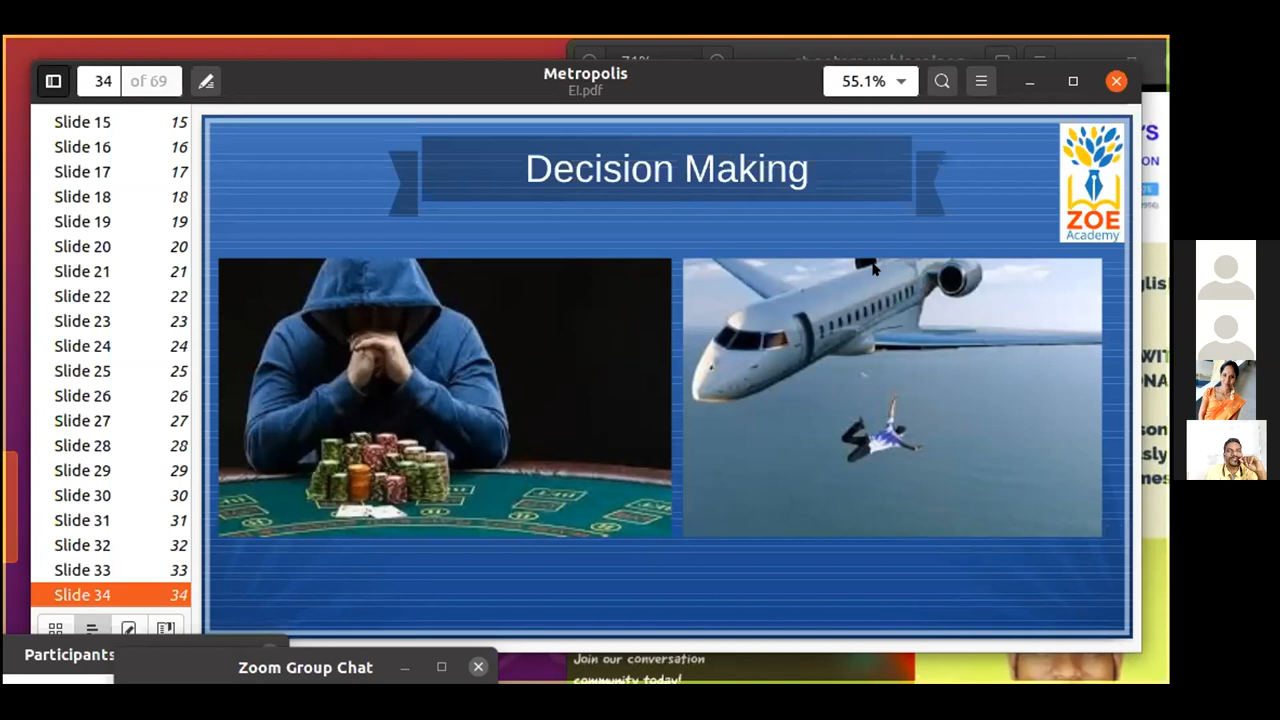 34 of 69
Metropolis
EI.pdf
55.1%
Slide 15 15
Slide 16 16
Slide 17 17
Slide 18 18
Slide 19 19
Slide 20 20
Slide 21 21
Slide 22 22
Slide 23 23
Slide 24 24
Slide 25 25
Slide 26 26
Slide 27 27
Slide 28 28
Slide 29 29
Slide 30 30
Slide 31 31
Slide 32 32
Slide 33 33
Slide 34 34
Decision Making
ZOE
Academy
Participants
Zoom Group Chat
Join our conversation
community today!